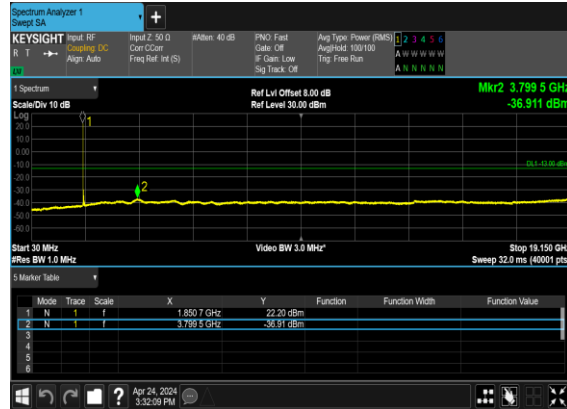 Spectrum Analyzer 1
Swept SA
+
KEYSIGHT Input: RF Input Z: 50 Ω #Atten: 40 dB PNO: Fast Avg Type: Power (RMS) 1 2 3 4 5 6
R T Coupling: DC Corr CCorr Gate: Off Avg|Hold: 100/100 A W W W W W
Align: Auto Freq Ref: Int (S) IF Gain: Low Trig: Free Run
Sig Track: Off A N N N N N
1 Spectrum Ref Lvl Offset 8.00 dB Mkr2 3.799 5 GHz
Scale/Div 10 dB Ref Level 30.00 dBm -36.911 dBm
Log
20.0
10.0
0.00
-10.0
DL1 -13.00 dBm
-20.0
-30.0
-40.0
-50.0
-60.0
1
2
Start 30 MHz Video BW 3.0 MHz* Stop 19.150 GHz
#Res BW 1.0 MHz Sweep 32.0 ms (40001 pts)
5 Marker Table
Mode Trace Scale X Y Function Function Width Function Value
1 N 1 f 1.850 7 GHz 22.20 dBm
2 N 1 f 3.799 5 GHz -36.91 dBm
3
4
5
6
? Apr 24, 2024
3:32:09 PM